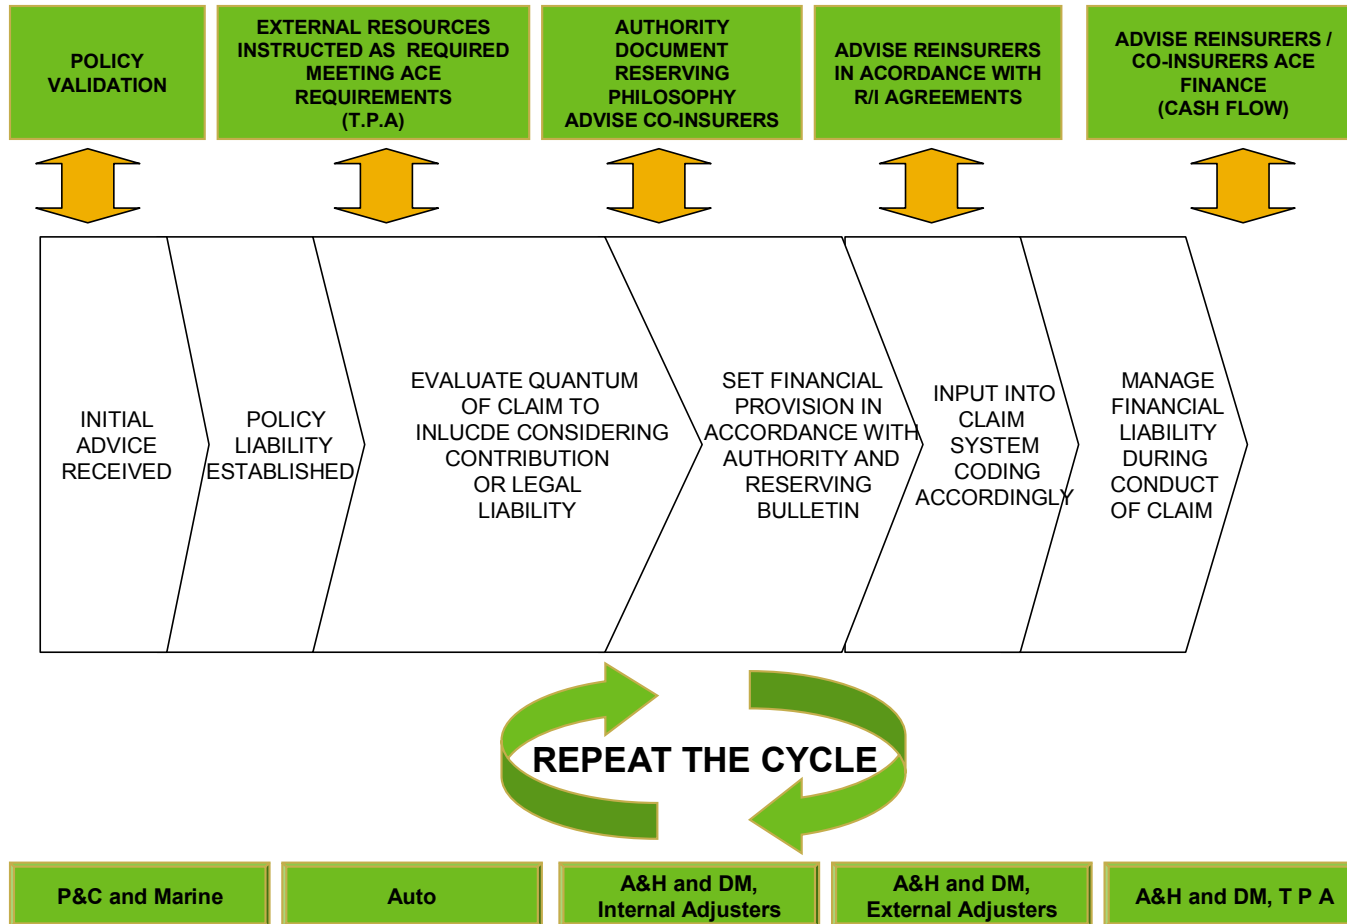 POLICY
VALIDATION
EXTERNAL RESOURCES
INSTRUCTED AS REQUIRED
MEETING ACE
REQUIREMENTS
(T.P.A)
AUTHORITY
DOCUMENT
RESERVING
PHILOSOPHY
ADVISE CO-INSURERS
ADVISE REINSURERS
IN ACORDANCE WITH
R/I AGREEMENTS
ADVISE REINSURERS /
CO-INSURERS ACE
FINANCE
(CASH FLOW)
INITIAL
ADVICE
RECEIVED
POLICY
LIABILITY
ESTABLISHED
EVALUATE QUANTUM
OF CLAIM TO
INLUCDE CONSIDERING
CONTRIBUTION
OR LEGAL
LIABILITY
SET FINANCIAL
PROVISION IN
ACCORDANCE WITH
AUTHORITY AND
RESERVING
BULLETIN
INPUT INTO
CLAIM
SYSTEM
CODING
ACCORDINGLY
MANAGE
FINANCIAL
LIABILITY
DURING
CONDUCT
OF CLAIM
REPEAT THE CYCLE
P&C and Marine
Auto
A&H and DM,
Internal Adjusters
A&H and DM,
External Adjusters
A&H and DM, T P A